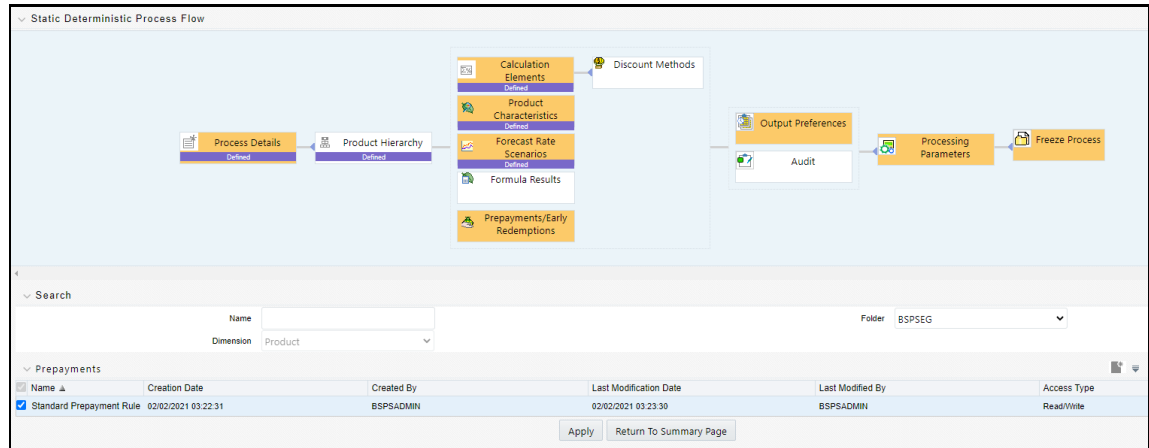 Static Deterministic Process Flow
Calculation
Elements
Defined
Discount Methods
Product
Characteristics
Defined
Process Details
Defined
Product Hierarchy
Defined
Forecast Rate
Scenarios
Defined
Formula Results
Prepayments/Early
Redemptions
Output Preferences
Audit
Processing
Parameters
Freeze Process
Search
Name
Folder BSPSEG
Dimension Product
Prepayments
Name Creation Date Created By Last Modification Date Last Modified By Access Type
Standard Prepayment Rule 02/02/2021 03:22:31 BSPSADMIN 02/02/2021 03:23:30 BSPSADMIN Read/Write
Apply Return To Summary Page